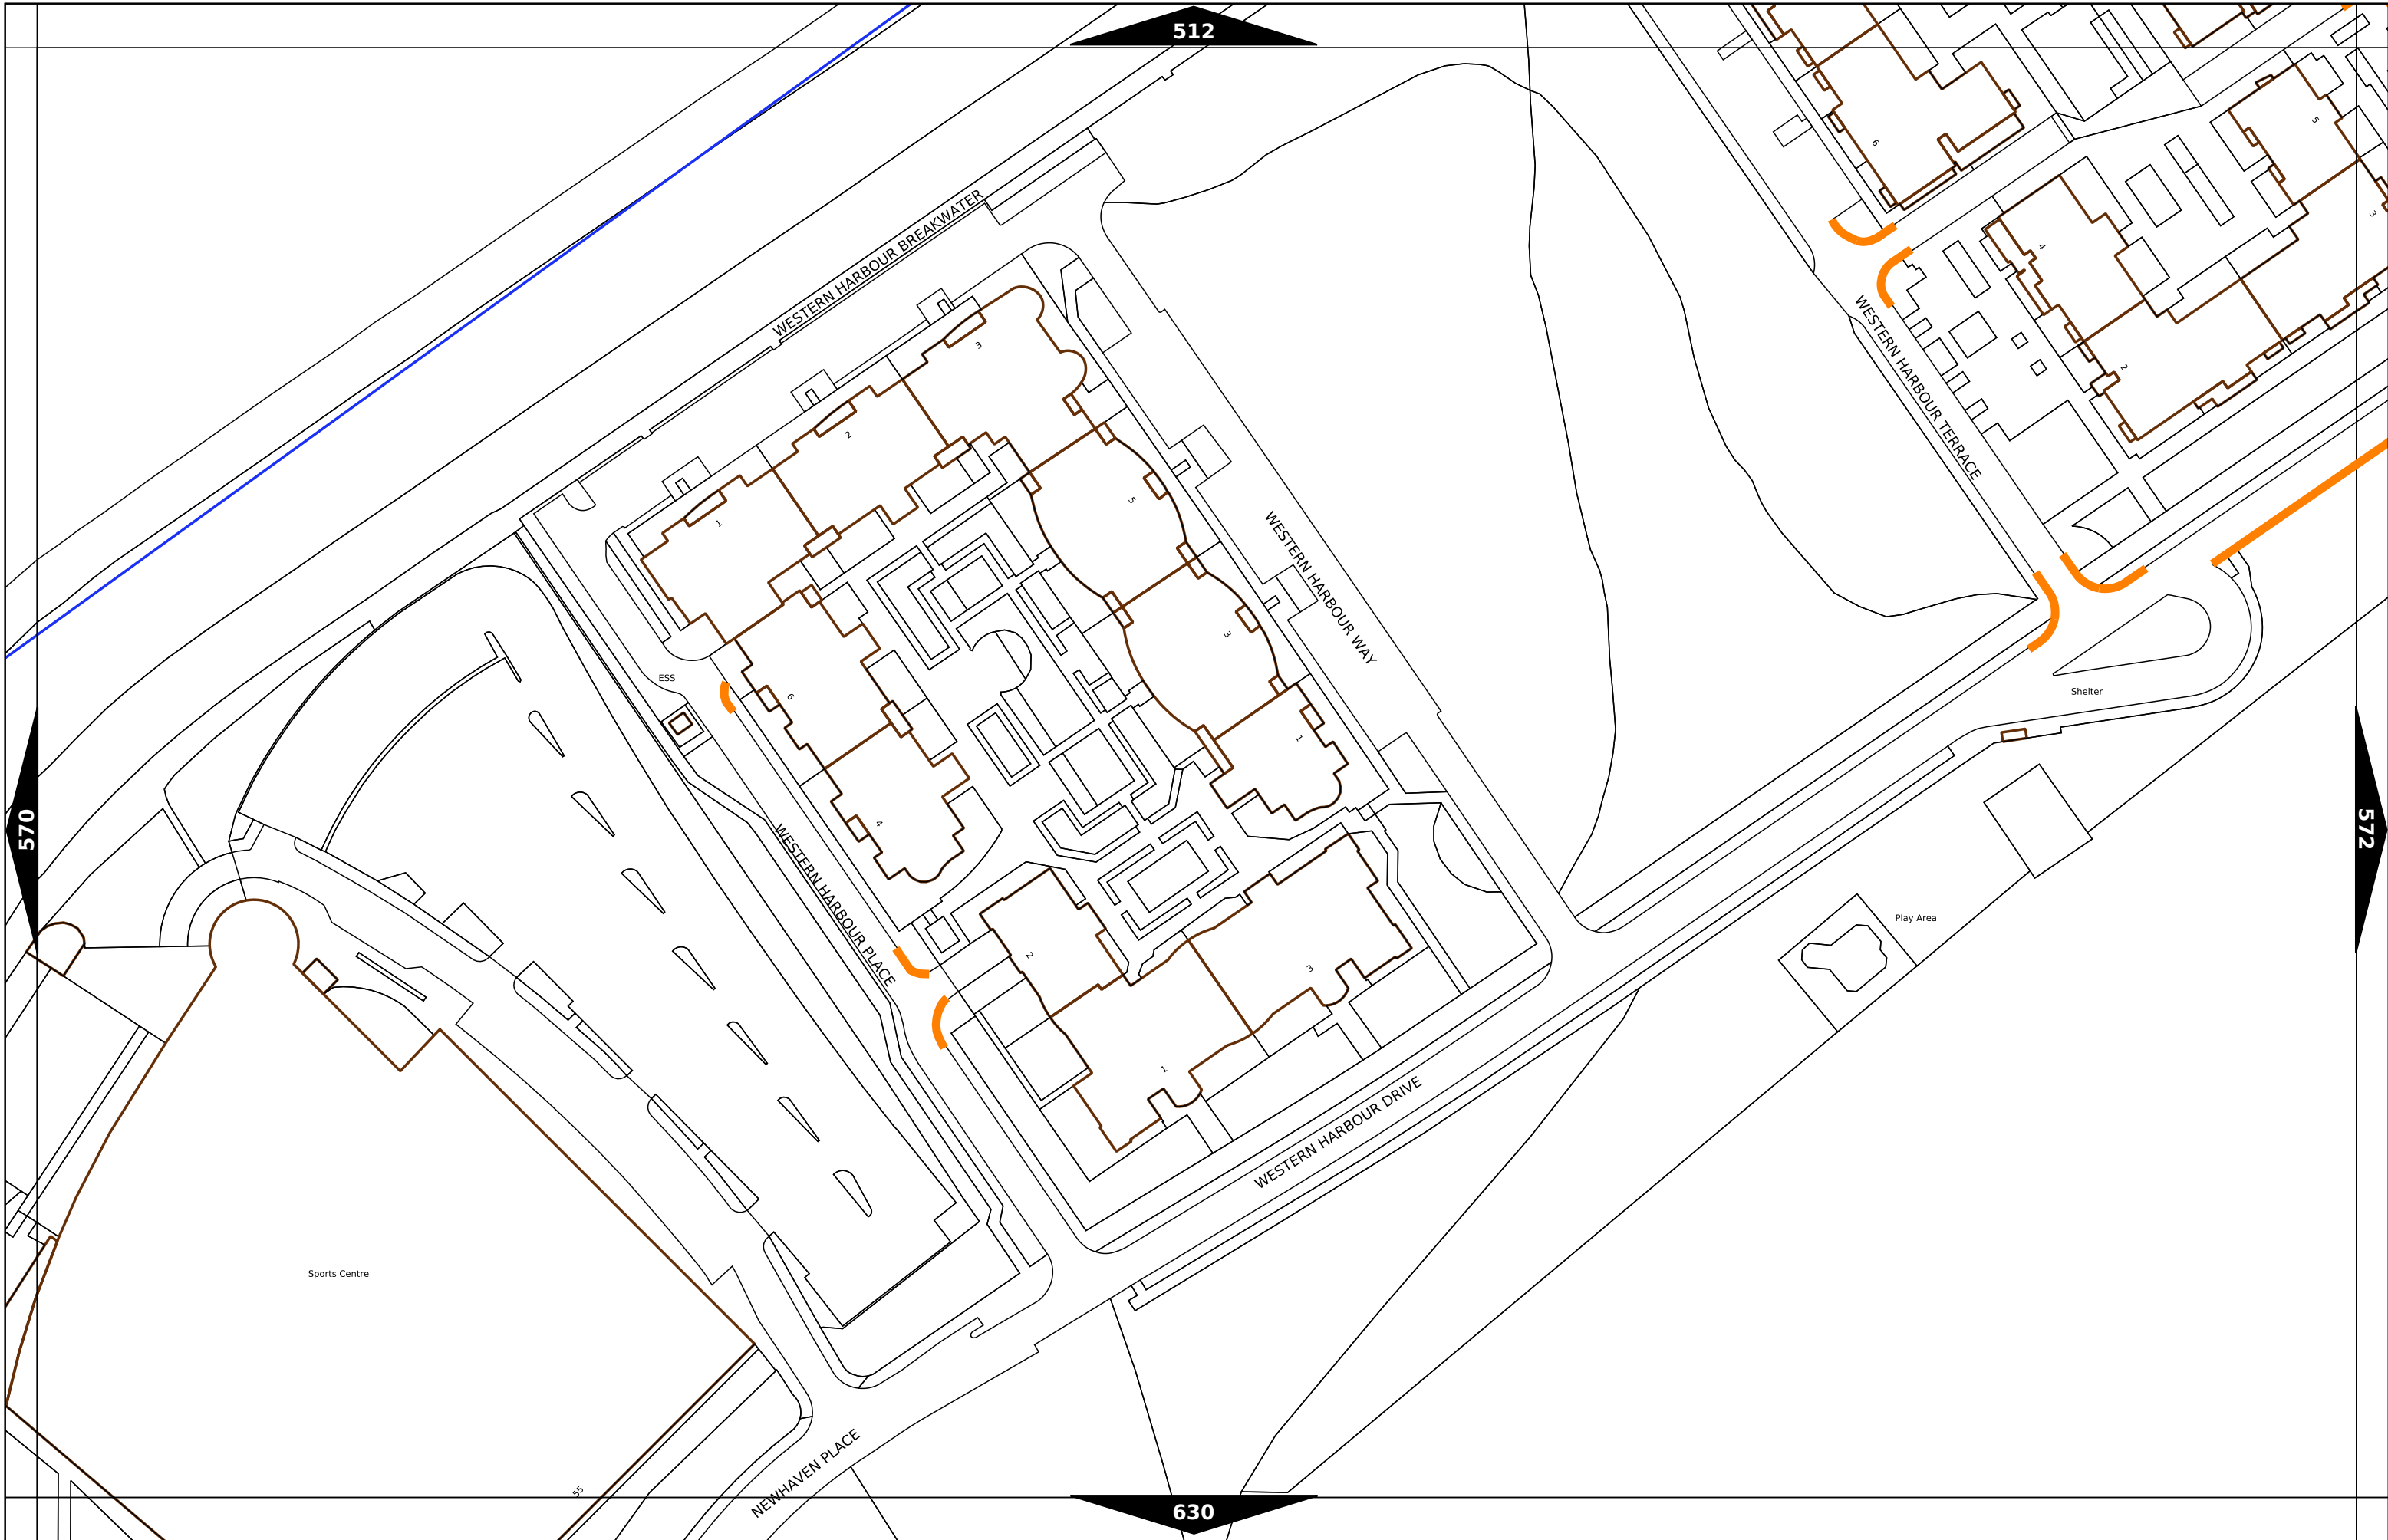 512
6
5
3
4
2
WESTERN HARBOUR BREAKWATER
3
2
1
5
3
1
WESTERN HARBOUR TERRACE
WESTERN HARBOUR WAY
ESS
6
4
Shelter
570
572
WESTERN HARBOUR PLACE
Play Area
2
3
1
WESTERN HARBOUR DRIVE
Sports Centre
NEWHAVEN PLACE
55
630